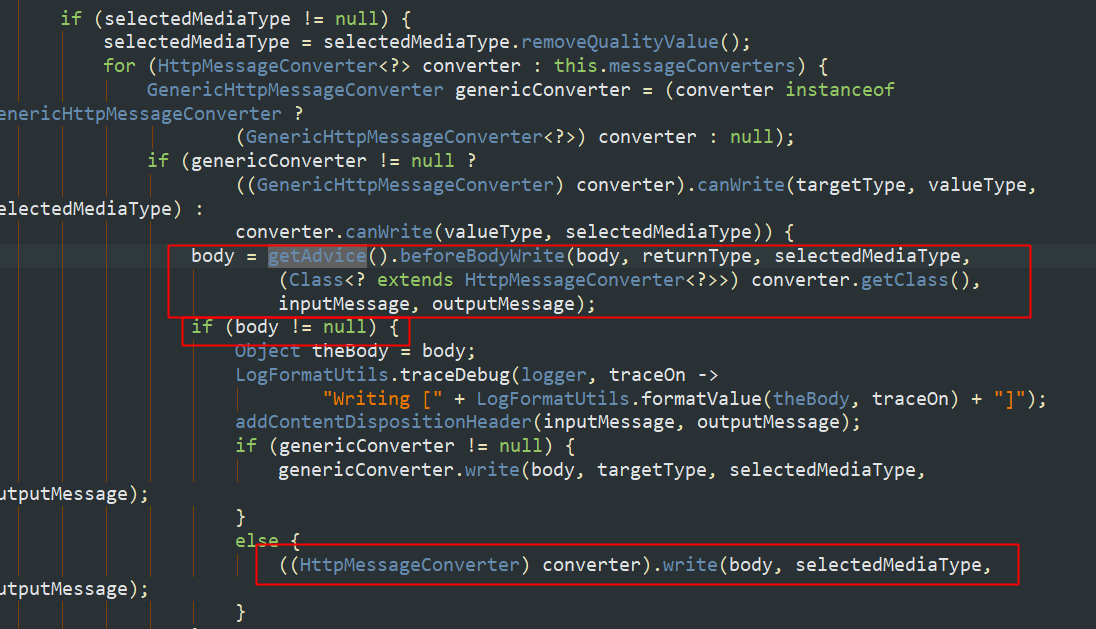 if (selectedMediaType != null) {
selectedMediaType = selectedMediaType.removeQualityValue();
for (HttpMessageConverter<?> converter : this.messageConverters) {
GenericHttpMessageConverter genericConverter = (converter instanceof
enericHttpMessageConverter ?
(GenericHttpMessageConverter<?>) converter : null);
if (genericConverter != null ?
((GenericHttpMessageConverter) converter).canWrite(targetType, valueType,
electedMediaType) :
converter.canWrite(valueType, selectedMediaType)) {
body = getAdvice().beforeBodyWrite(body, returnType, selectedMediaType,
(Class<? extends HttpMessageConverter<?>>) converter.getClass(),
inputMessage, outputMessage);
if (body != null) {
Object theBody = body;
LogFormatUtils.traceDebug(logger, traceOn ->
"Writing [" + LogFormatUtils.formatValue(theBody, traceOn) + "]");
addContentDispositionHeader(inputMessage, outputMessage);
if (genericConverter != null) {
genericConverter.write(body, targetType, selectedMediaType,
utputMessage);
}
else {
((HttpMessageConverter) converter).write(body, selectedMediaType,
utputMessage);
}